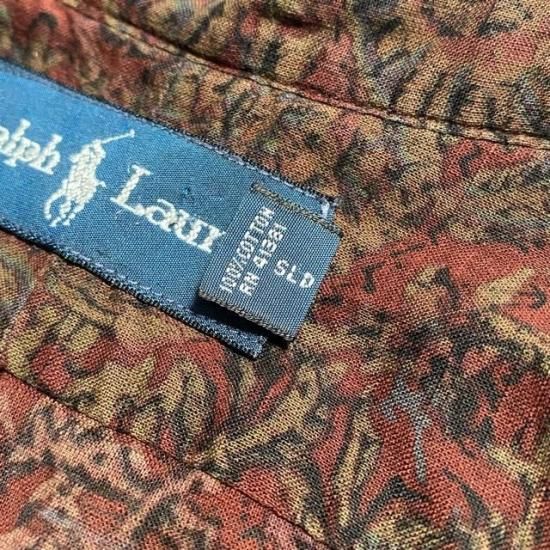 alph Laur
100% COTTON
RN 41381
SLD